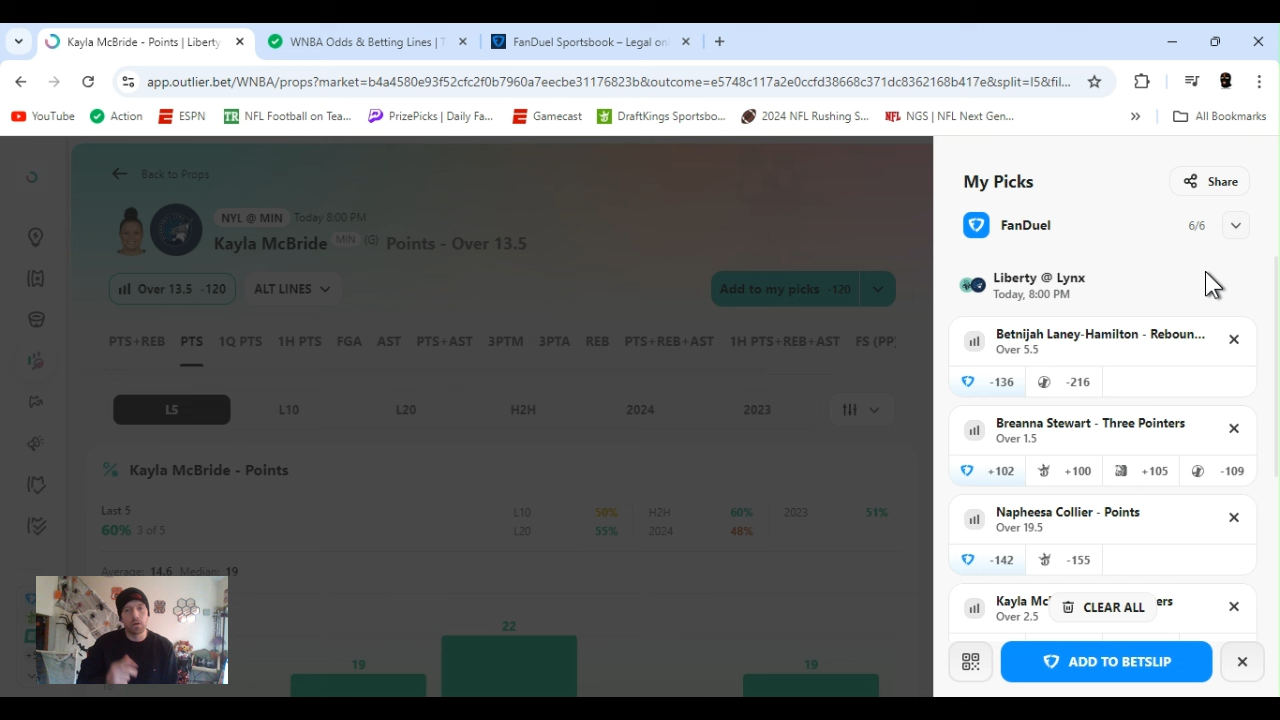 Kayla McBride - Points | Liberty
WNBA Odds & Betting Lines | T
FanDuel Sportsbook – Legal on
app.outlier.bet/WNBA/props?market=b4a4580e93f52cfc2f0b7960a7eecbe31176823b&outcome=e5748c117a2e0ccfd38668c371dc8362168b417e&split=l5&fil...
YouTube
Action
ESPN
NFL Football on Tea...
PrizePicks | Daily Fa...
Gamecast
DraftKings Sportsbo...
2024 NFL Rushing S...
NGS | NFL Next Gen...
All Bookmarks
Back to Props
NYL @ MIN Today 8:00 PM
Kayla McBride MIN (G) Points - Over 13.5
Over 13.5 -120
ALT LINES
Add to my picks -120
PTS+REB PTS 1Q PTS 1H PTS FGA AST PTS+AST 3PTM 3PTA REB PTS+REB+AST 1H PTS+REB+AST FS (PP)
L5 L10 L20 H2H 2024 2023
Kayla McBride - Points
Last 5
60% 3 of 5
L10 50% H2H 60% 2023 51%
L20 55% 2024 48%
Average: 14.6 Median: 19
22
19
19
My Picks
Share
FanDuel
6/6
Liberty @ Lynx
Today, 8:00 PM
Betnijah Laney-Hamilton - Reboun...
Over 5.5
-136 -216
Breanna Stewart - Three Pointers
Over 1.5
+102 +100 +105 -109
Napheesa Collier - Points
Over 19.5
-142 -155
Kayla Mc
ers
Over 2.5
CLEAR ALL
ADD TO BETSLIP